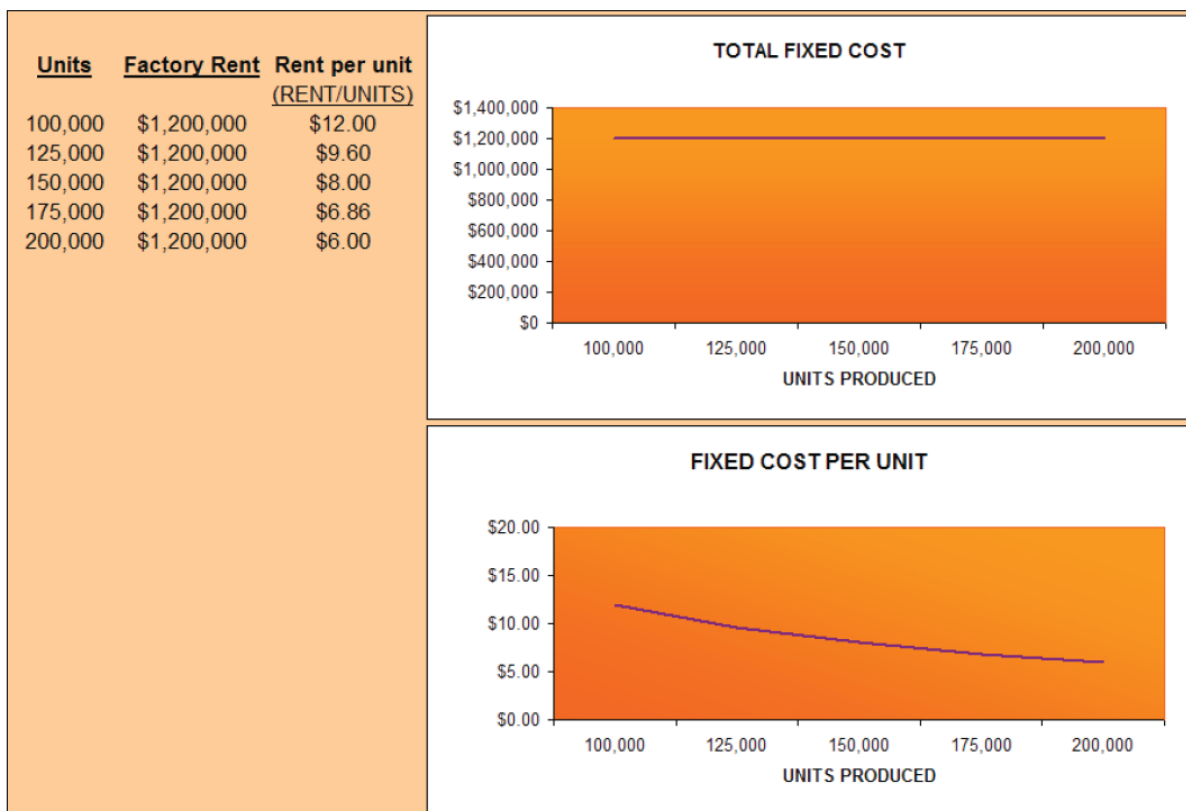 Units Factory Rent Rent per unit
(RENT/UNITS)
100,000 $1,200,000 $12.00
125,000 $1,200,000 $9.60
150,000 $1,200,000 $8.00
175,000 $1,200,000 $6.86
200,000 $1,200,000 $6.00
TOTAL FIXED COST
$1,400,000
$1,200,000
$1,000,000
$800,000
$600,000
$400,000
$200,000
$0
100,000 125,000 150,000 175,000 200,000
UNITS PRODUCED
FIXED COST PER UNIT
$20.00
$15.00
$10.00
$5.00
$0.00
100,000 125,000 150,000 175,000 200,000
UNITS PRODUCED